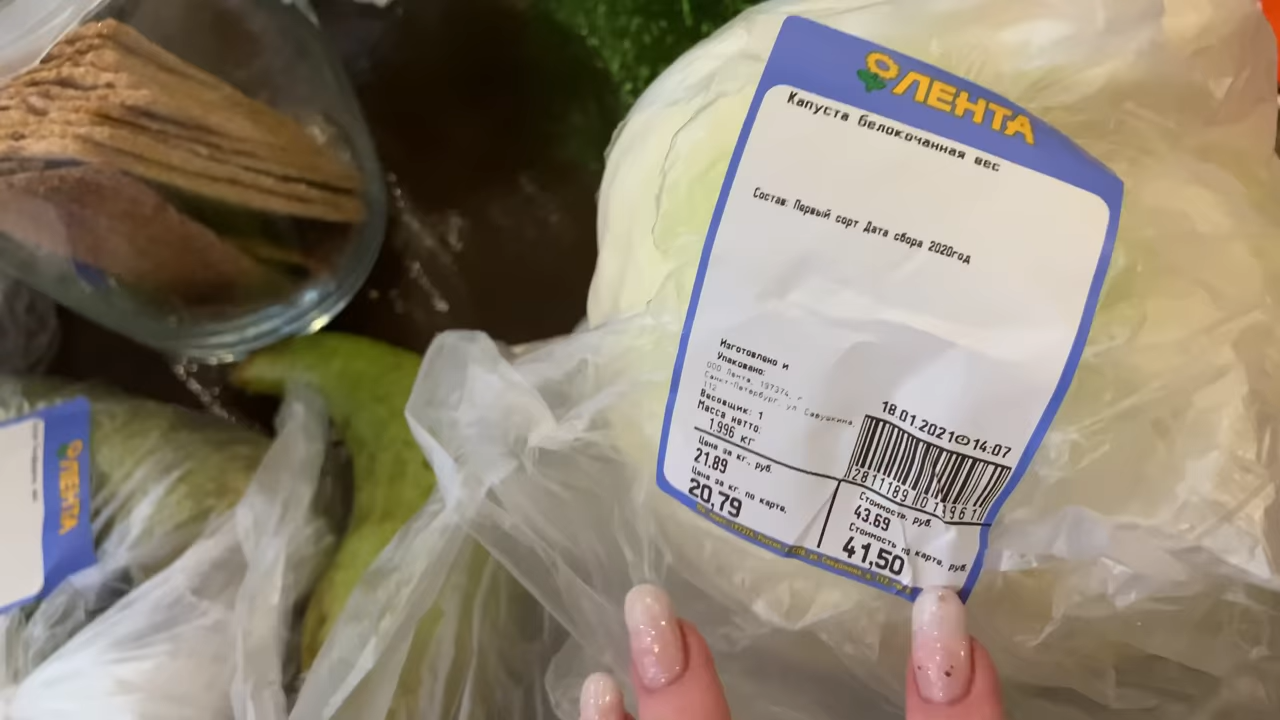 ЛЕНТА
Капуста белокочанная вес
Состав: Первый сорт Дата сбора 2020год
Изготовлено и
Упаковано:
ООО Лента, 197374, г
Санкт-Петербург, ул. Савушкина,
112
Весовщик: 1
Масса нетто:
1.996 КГ
Цена за кг., руб.
21.89
Цена за кг. по карте,
20,79
18.01.2021 14:07
2811189 013961
Стоимость, руб.
43.69
Стоимость по карте, руб.
41,50
ЛЕНТА